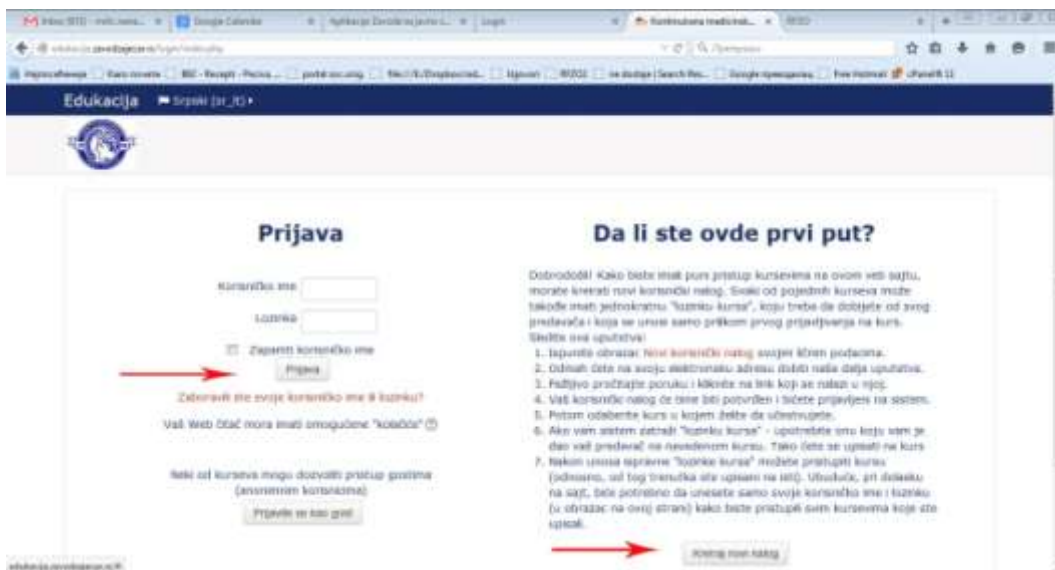 Google Calendar
Login
Edukacija
Srpski (sr_lt)
Prijava
Korisničko ime
Lozinka
Zapamti korisničko ime
Prijava
Zaboravili ste svoje korisničko ime ili lozinku?
Vaš Web čitač mora imati omogućene "kolačiće"
Neki od kurseva mogu dozvoliti pristup gostima
(anonimnim korisnicima)
Prijavite se kao gost
Da li ste ovde prvi put?
Dobrodošli! Kako biste imali puni pristup kursevima na ovom veb sajtu,
morate kreirati novi korisnički nalog. Svaki od pojedinih kurseva može
takođe imati jednokratnu "lozinku kursa", koju treba da dobijete od svog
predavača i koja se unosi samo prilikom prvog prijavljivanja na kurs.
Sledite ova uputstva:
1. Ispunite obrazac Novi korisnički nalog svojim ličnim podacima.
2. Odmah ćete na svoju elektronsku adresu dobiti naša dalja uputstva.
3. Pažljivo pročitajte poruku i kliknite na link koji se nalazi u njoj.
4. Vaš korisnički nalog će time biti potvrđen i bićete prijavljeni na sistem.
5. Potom odaberite kurs u kojem želite da učestvujete.
6. Ako vam sistem zatraži "lozinku kursa" - upotrebite onu koju vam je
dao vaš predavač na navedenom kursu. Tako ćete se upisati na kurs
7. Nakon unosa ispravne "lozinke kursa" možete pristupiti kursu
(odnosno, od tog trenutka ste upisani na isti). Ubuduće, pri dolasku
na sajt, biće potrebno da unesete samo svoje korisničko ime i lozinku
(u obrazac na ovoj strani) kako biste pristupili svim kursevima koje ste
upisali.
Kreiraj novi nalog